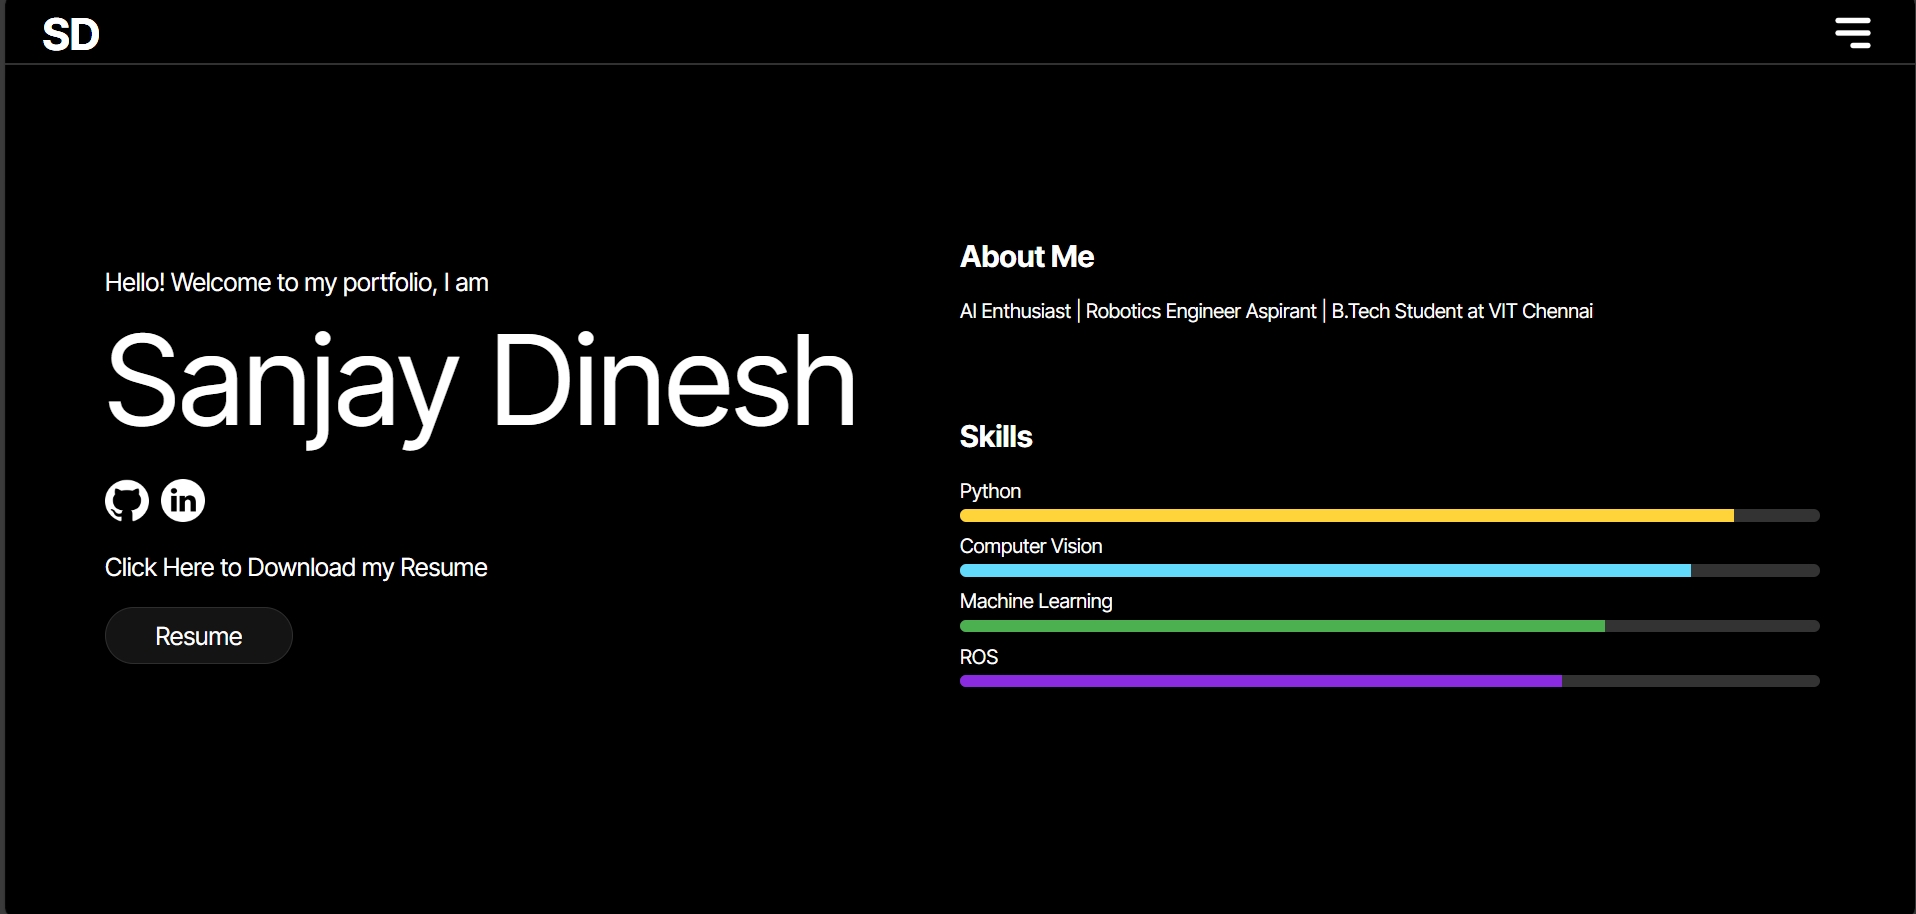 SD
Hello! Welcome to my portfolio, I am
Sanjay Dinesh
in
Click Here to Download my Resume
Resume
About Me
AI Enthusiast | Robotics Engineer Aspirant | B.Tech Student at VIT Chennai
Skills
Python
Computer Vision
Machine Learning
ROS